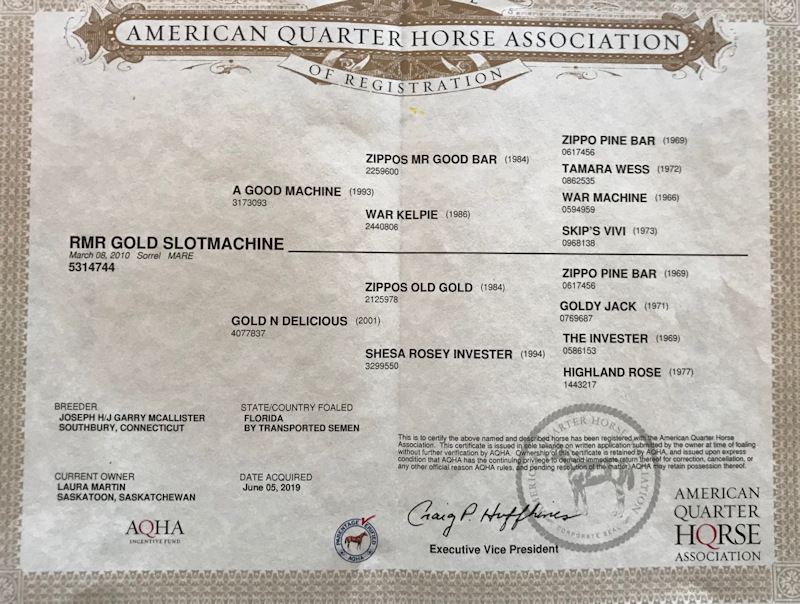 AMERICAN QUARTER HORSE ASSOCIATION
OF REGISTRATION
ZIPPO PINE BAR (1969)
0617456
ZIPPOS MR GOOD BAR (1984)
2259600
TAMARA WESS (1972)
0862535
A GOOD MACHINE (1993)
3173093
WAR MACHINE (1966)
0594959
WAR KELPIE (1986)
2440806
SKIP'S VIVI (1973)
0968138
RMR GOLD SLOTMACHINE
March 08, 2010 Sorrel MARE
5314744
ZIPPO PINE BAR (1969)
0617456
ZIPPOS OLD GOLD (1984)
2125978
GOLDY JACK (1971)
0769687
GOLD N DELICIOUS (2001)
4077837
THE INVESTER (1969)
0586153
SHESA ROSEY INVESTER (1994)
3299550
HIGHLAND ROSE (1977)
1443217
BREEDER
JOSEPH H/J GARRY MCALLISTER
SOUTHBURY, CONNECTICUT
STATE/COUNTRY FOALED
FLORIDA
BY TRANSPORTED SEMEN
This is to certify the above named and described horse has been registered with the American Quarter Horse
Association. This certificate is issued in sole reliance on written application submitted by the owner at time of foaling
without further verification by AQHA. Ownership of this certificate is retained by AQHA, and issued upon express
condition that AQHA has the continuing privilege to demand immediate return thereof for correction, cancellation, or
any other official reason AQHA rules, and pending resolution of the matter, AQHA may retain possession thereof.
CURRENT OWNER
LAURA MARTIN
SASKATOON, SASKATCHEWAN
DATE ACQUIRED
June 05, 2019
AQHA
INCENTIVE FUND
PARENTAGE VERIFIED
AQHA
Craig P. Huffhines
Executive Vice President
CORPORATE SEAL
AMERICAN
QUARTER
HORSE
ASSOCIATION